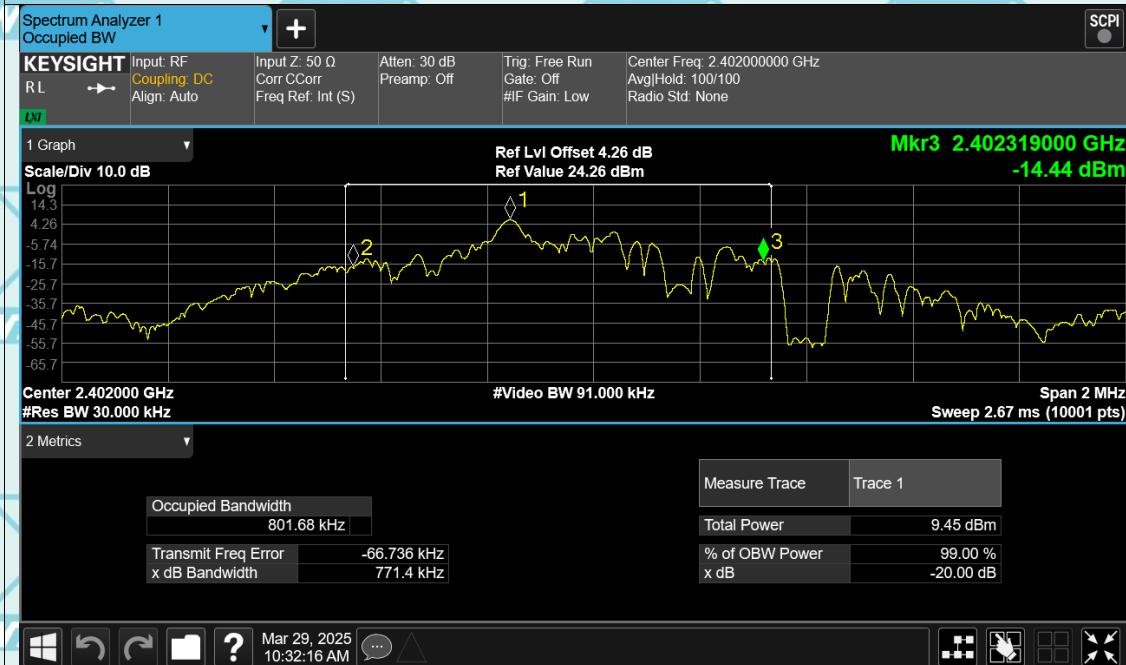 Spectrum Analyzer 1
Occupied BW
SCPI
KEYSIGHT
RL
LXI
Input: RF
Coupling: DC
Align: Auto
Input Z: 50 Ω
Corr CCorr
Freq Ref: Int (S)
Atten: 30 dB
Preamp: Off
Trig: Free Run
Gate: Off
#IF Gain: Low
Center Freq: 2.402000000 GHz
Avg|Hold: 100/100
Radio Std: None
1 Graph
Scale/Div 10.0 dB
Ref Lvl Offset 4.26 dB
Ref Value 24.26 dBm
Mkr3 2.402319000 GHz
-14.44 dBm
Log
14.3
4.26
-5.74
-15.7
-25.7
-35.7
-45.7
-55.7
-65.7
1
2
3
Center 2.402000 GHz
#Video BW 91.000 kHz
Span 2 MHz
#Res BW 30.000 kHz
Sweep 2.67 ms (10001 pts)
2 Metrics
Occupied Bandwidth
801.68 kHz
Transmit Freq Error -66.736 kHz
x dB Bandwidth 771.4 kHz
Measure Trace Trace 1
Total Power 9.45 dBm
% of OBW Power 99.00 %
x dB -20.00 dB
Mar 29, 2025
10:32:16 AM